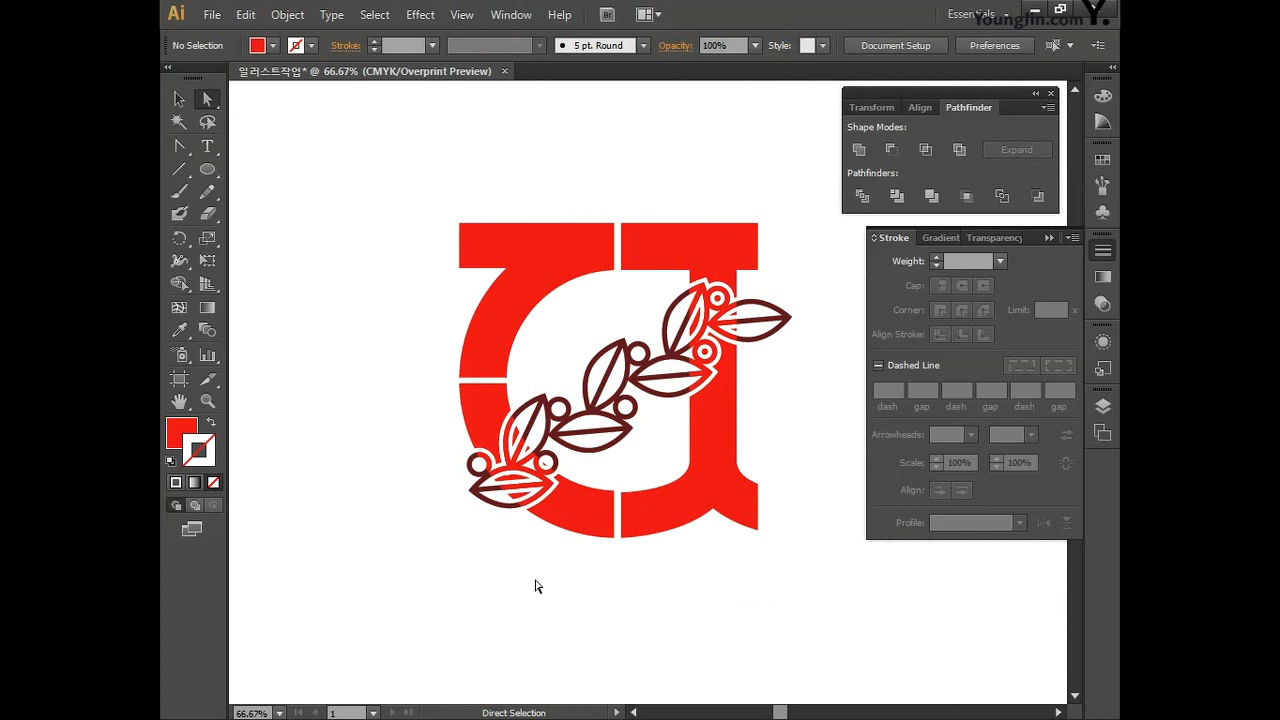 Ai File Edit Object Type Select Effect View Window Help Br Essentials
YoungJin.com Y.
No Selection Stroke: 5 pt. Round Opacity: 100% Style: Document Setup Preferences
일러스트작업* @ 66.67% (CMYK/Overprint Preview)
Transform Align Pathfinder
Shape Modes:
Expand
Pathfinders:
Stroke Gradient Transparency
Weight:
Cap:
Corner: Limit: x
Align Stroke:
Dashed Line
dash gap dash gap dash gap
Arrowheads:
Scale: 100% 100%
Align:
Profile:
66.67% 1 Direct Selection